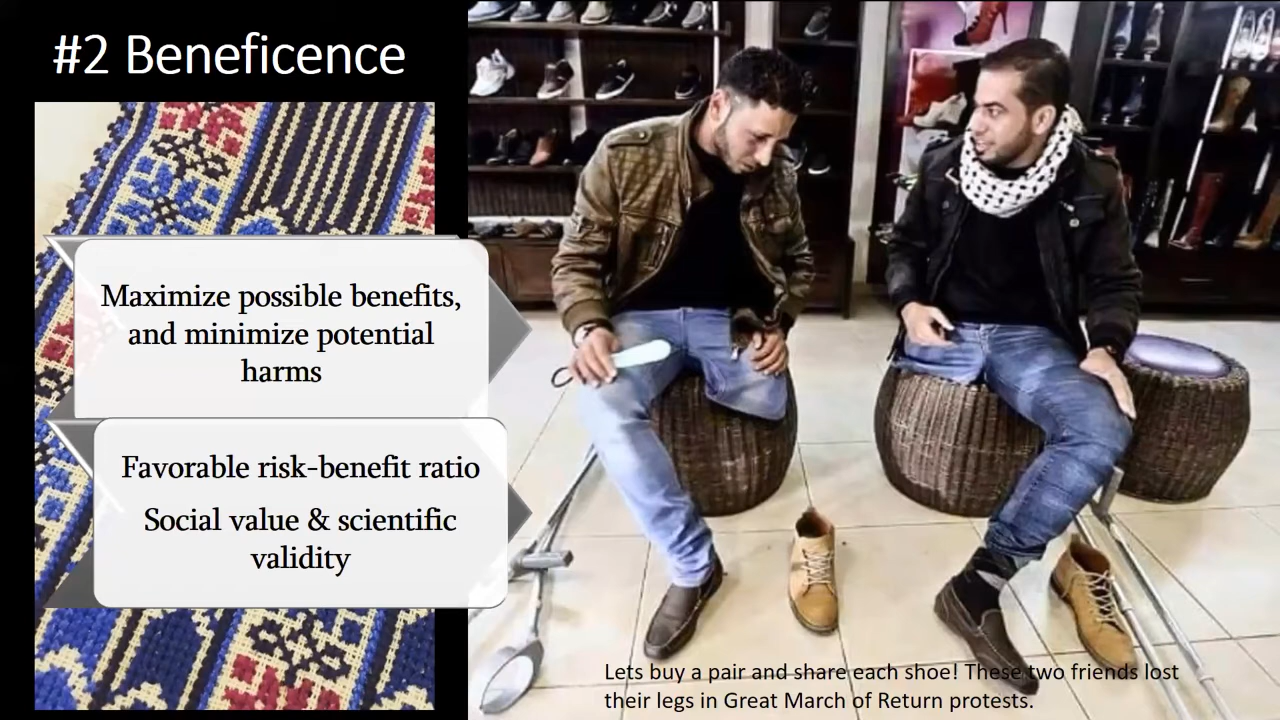 #2 Beneficence
Maximize possible benefits,
and minimize potential
harms
Favorable risk-benefit ratio
Social value & scientific
validity
Lets buy a pair and share each shoe! These two friends lost
their legs in Great March of Return protests.